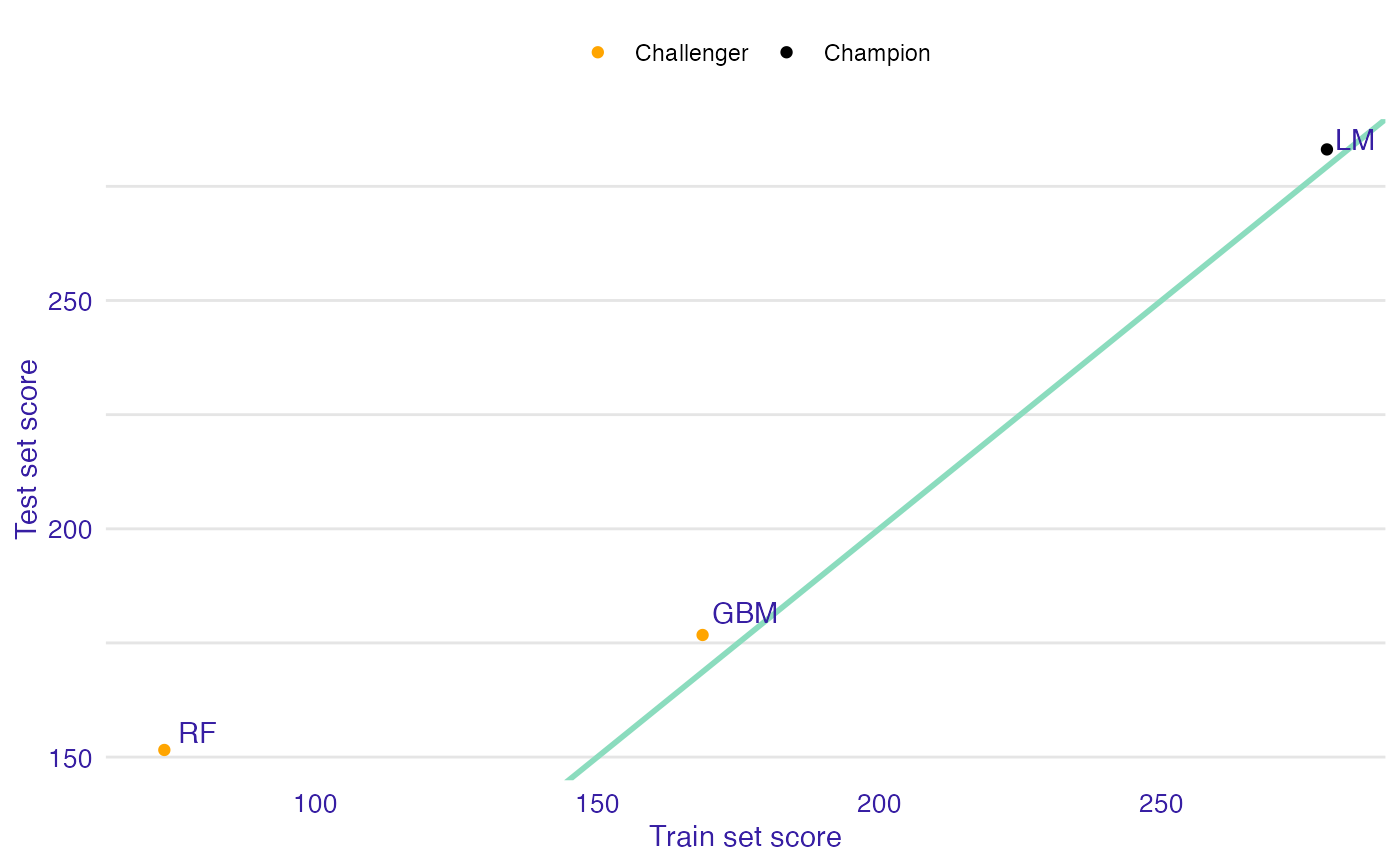 Challenger Champion
LM
250
Test set score
200
GBM
RF
150
100 150 200 250
Train set score